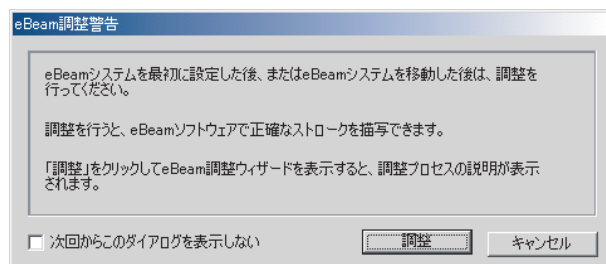 eBeam調整警告
eBeamシステムを最初に設定した後、またはeBeamシステムを移動した後は、調整を
行ってください。
調整を行うと、eBeamソフトウェアで正確なストロークを描写できます。
「調整」をクリックしてeBeam調整ウィザードを表示すると、調整プロセスの説明が表示
されます。
次回からこのダイアログを表示しない
調整
キャンセル